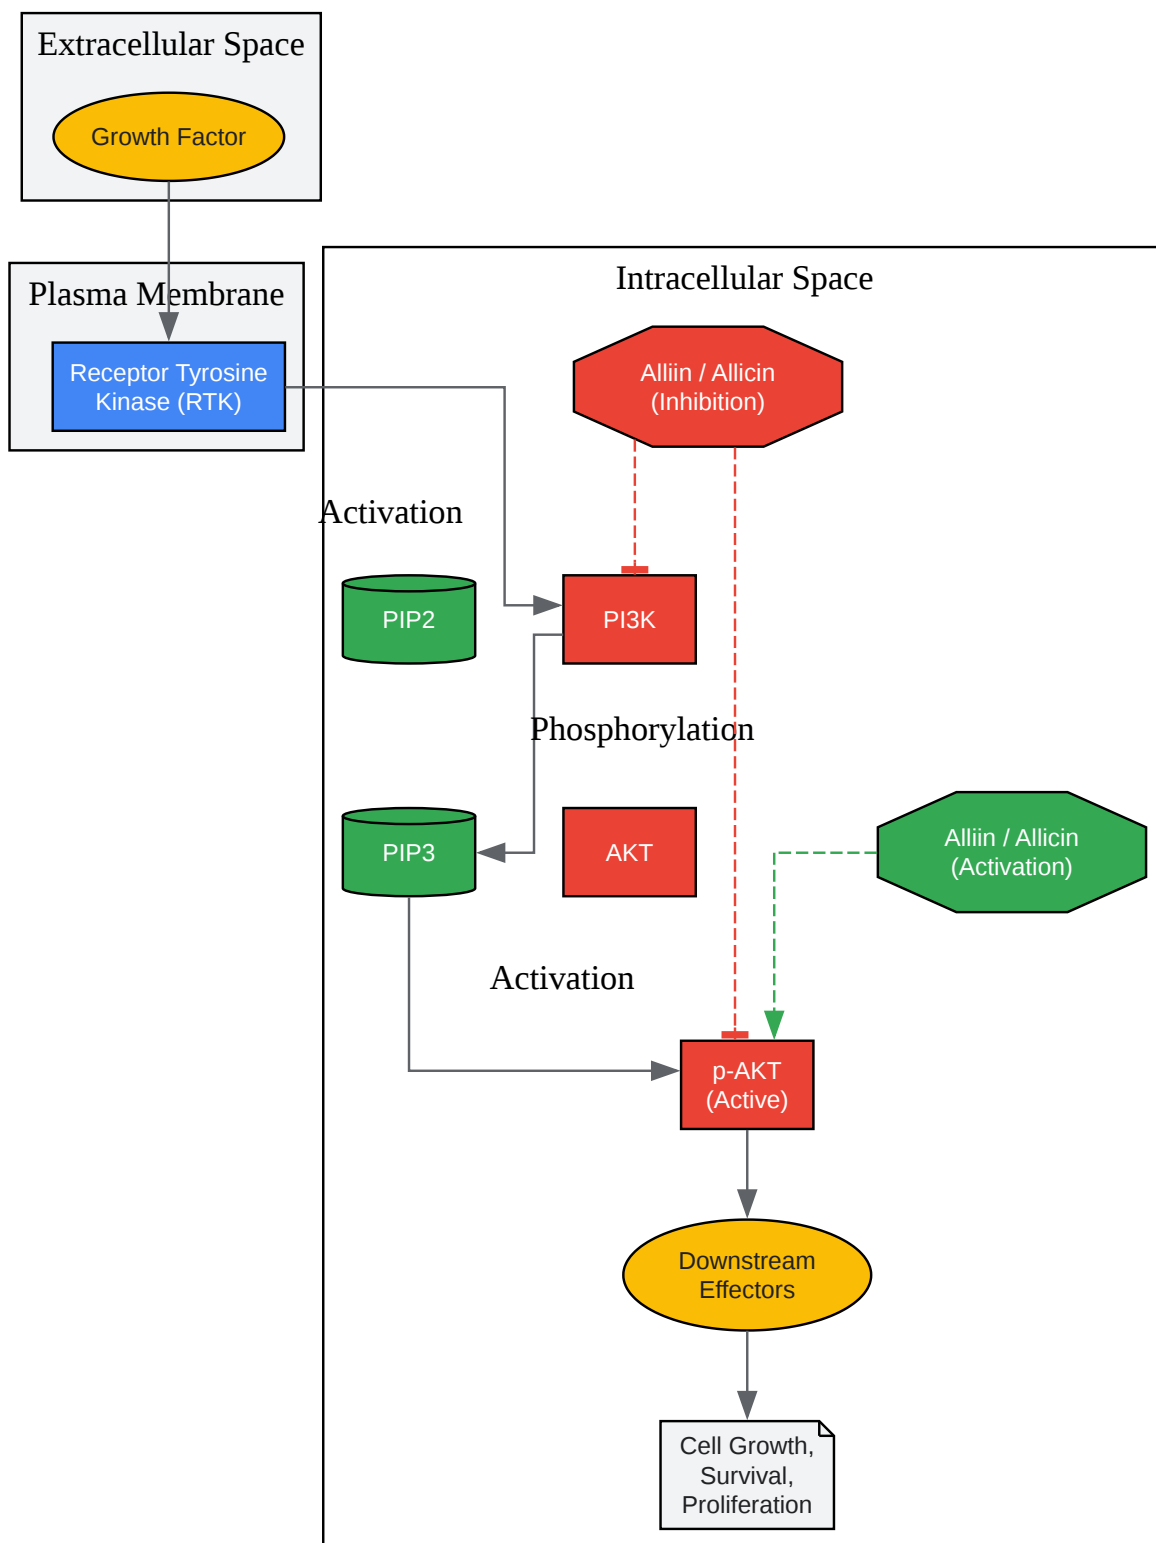 Extracellular Space
Growth Factor
Plasma Membrane
Receptor Tyrosine
Kinase (RTK)
Intracellular Space
Alliin / Allicin
(Inhibition)
Activation
PIP2
PI3K
Phosphorylation
PIP3
AKT
Alliin / Allicin
(Activation)
Activation
p-AKT
(Active)
Downstream
Effectors
Cell Growth,
Survival,
Proliferation